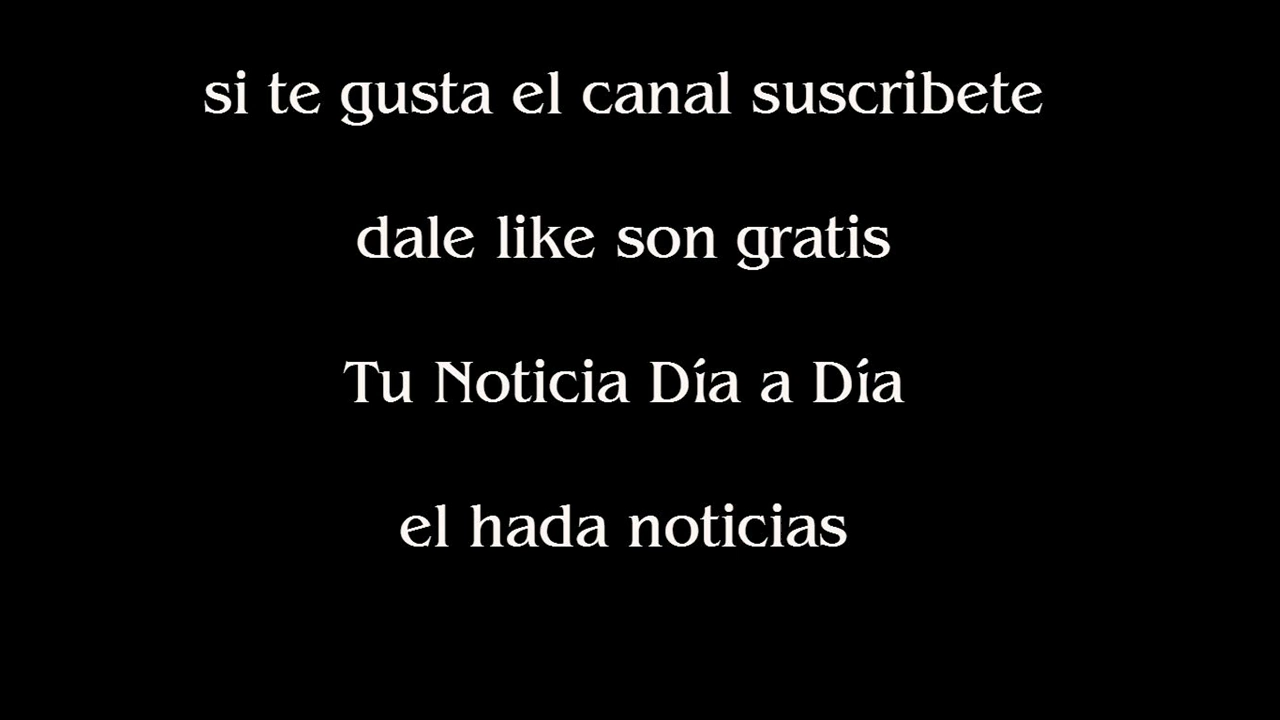 si te gusta el canal suscribete
dale like son gratis
Tu Noticia Día a Día
el hada noticias